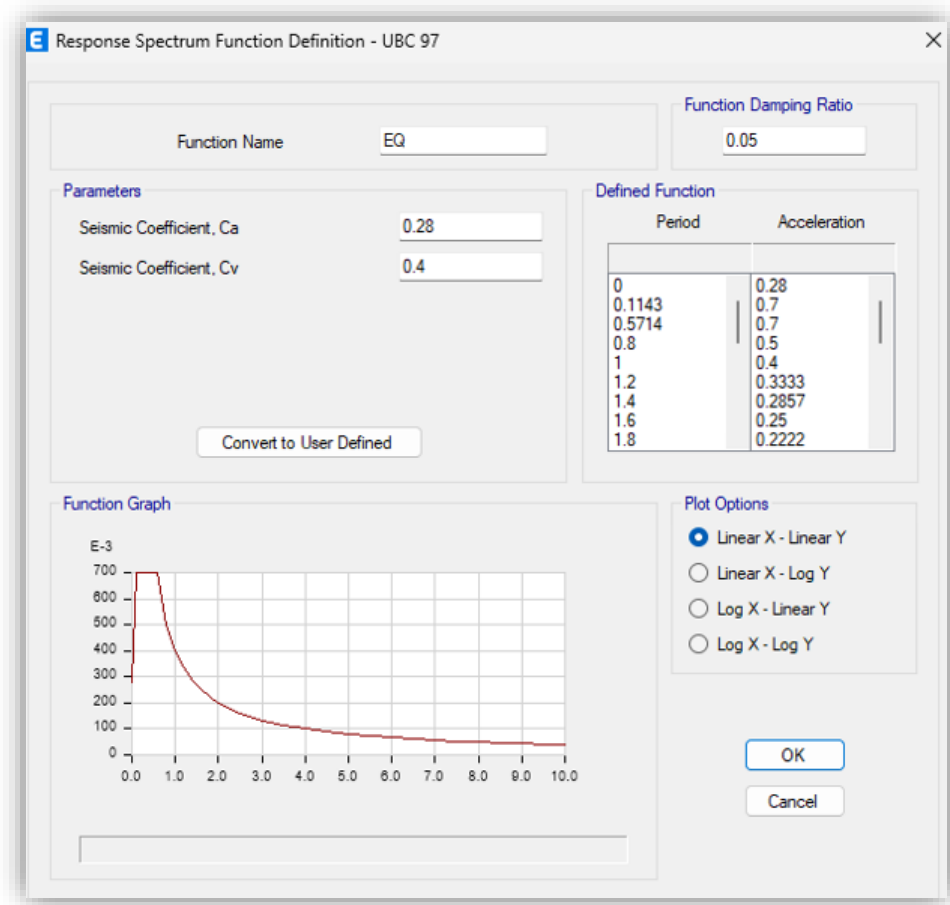 E Response Spectrum Function Definition - UBC 97
Function Name EQ
Function Damping Ratio
0.05
Parameters
Seismic Coefficient, Ca 0.28
Seismic Coefficient, Cv 0.4
Convert to User Defined
Defined Function
Period Acceleration
0 0.28
0.1143 0.7
0.5714 0.7
0.8 0.5
1 0.4
1.2 0.3333
1.4 0.2857
1.6 0.25
1.8 0.2222
Function Graph
E-3
700
600
500
400
300
200
100
0
0.0 1.0 2.0 3.0 4.0 5.0 6.0 7.0 8.0 9.0 10.0
Plot Options
Linear X - Linear Y
Linear X - Log Y
Log X - Linear Y
Log X - Log Y
OK
Cancel